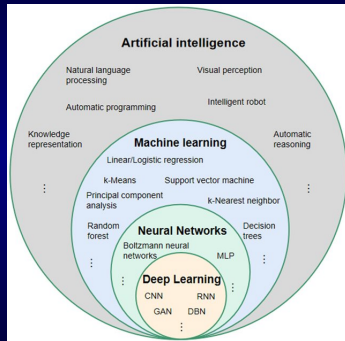 Artificial intelligence
Natural language
processing
Visual perception
Automatic programming
Intelligent robot
Knowledge
representation
Automatic
reasoning
Machine learning
Linear/Logistic regression
k-Means
Support vector machine
Principal component
analysis
k-Nearest neighbor
Random
forest
Decision
trees
Neural Networks
Boltzmann neural
networks
MLP
Deep Learning
CNN
RNN
GAN
DBN